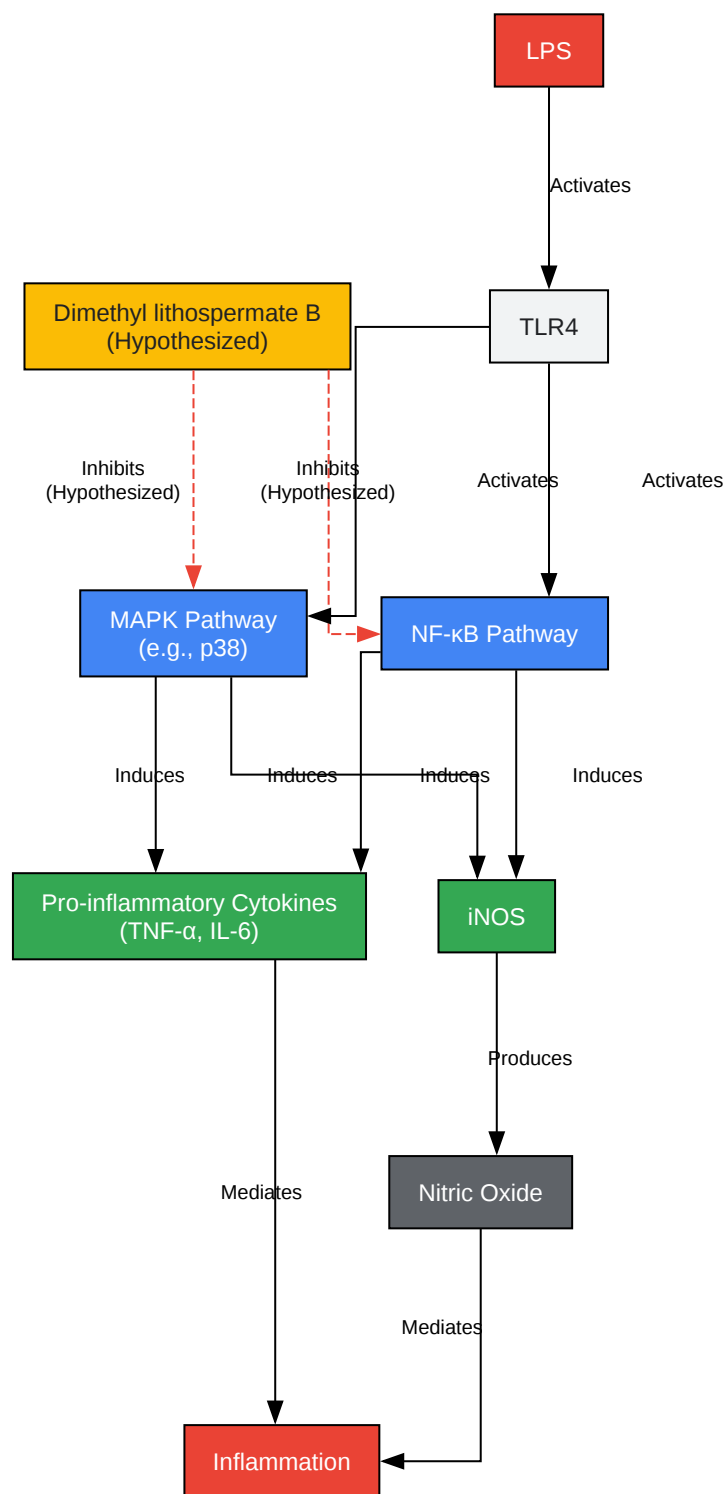 LPS
Activates
Dimethyl lithospermate B
(Hypothesized)
TLR4
Inhibits
(Hypothesized)
Inhibits
(Hypothesized)
Activates
Activates
MAPK Pathway
(e.g., p38)
NF-κB Pathway
Induces
Induces
Induces
Induces
Pro-inflammatory Cytokines
(TNF-α, IL-6)
iNOS
Produces
Mediates
Nitric Oxide
Mediates
Inflammation